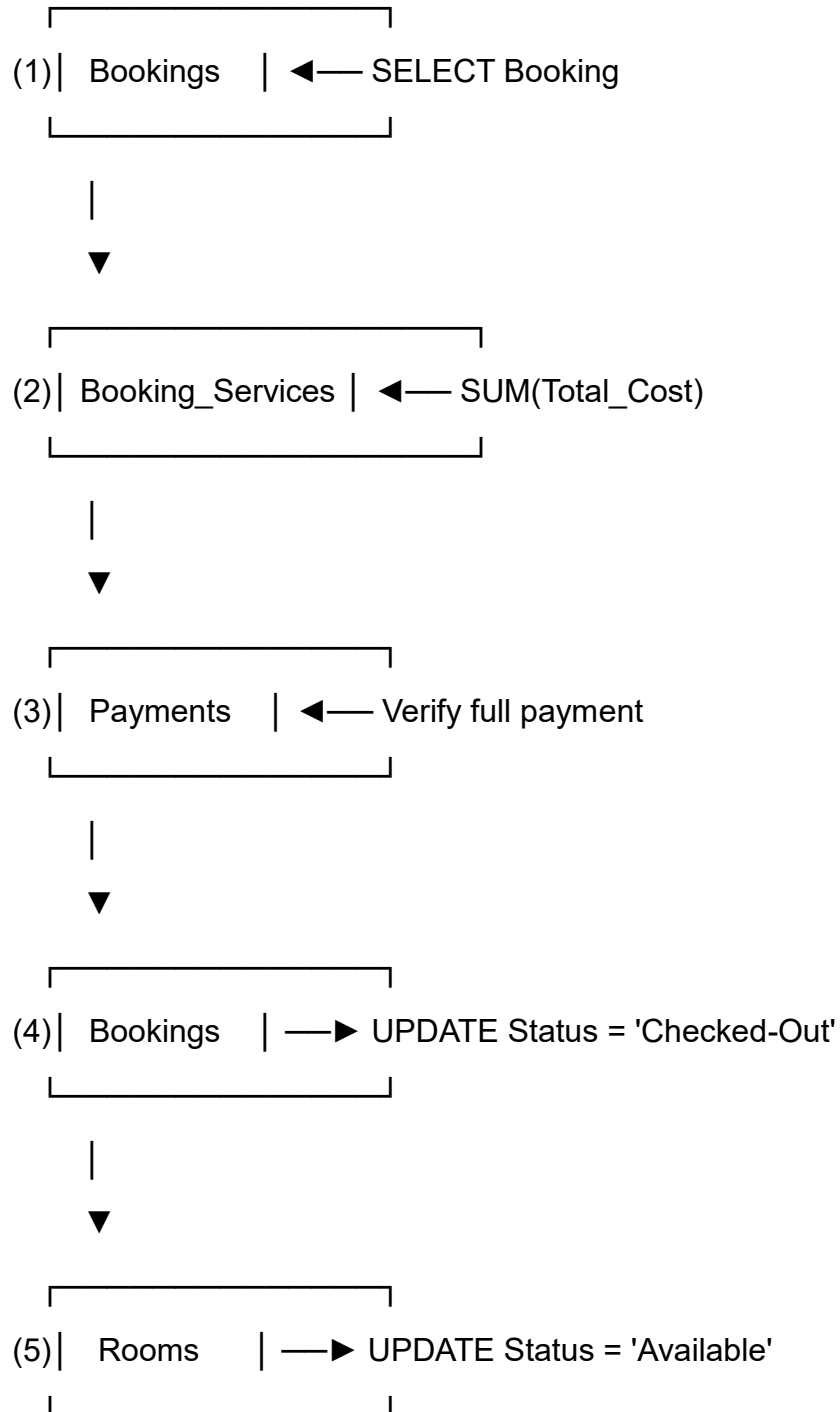 (1)│ Bookings │ ◄── SELECT Booking
(2)│ Booking_Services │ ◄── SUM(Total_Cost)
(3)│ Payments │ ◄── Verify full payment
(4)│ Bookings │ ──► UPDATE Status = 'Checked-Out'
(5)│ Rooms │ ──► UPDATE Status = 'Available'